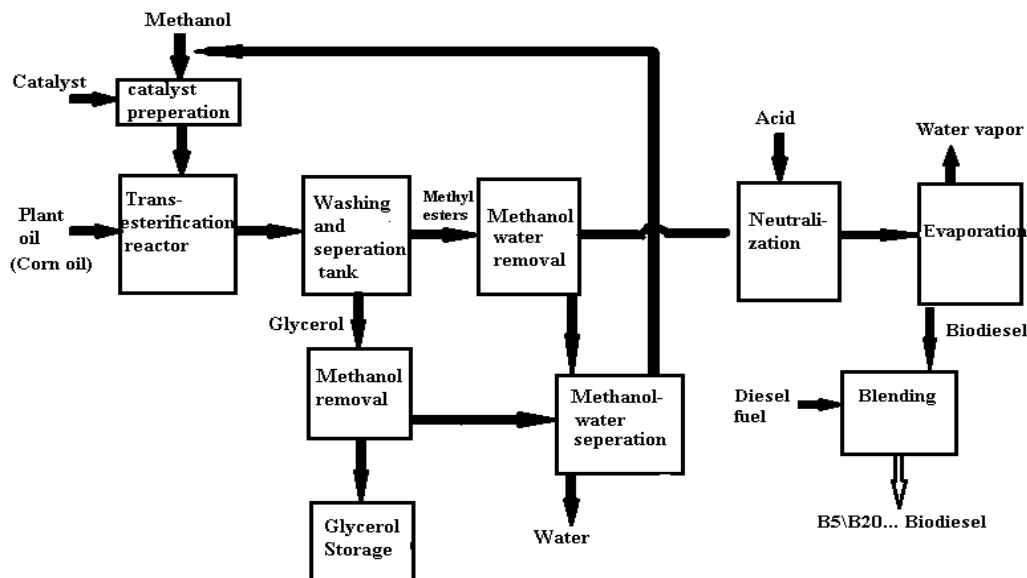 Methanol
Catalyst
catalyst
preperation
Plant
oil
(Corn oil)
Trans-
esterification
reactor
Washing
and
seperation
tank
Methyl
esters
Methanol
water
removal
Acid
Neutrali-
zation
Water vapor
Evaporation
Glycerol
Methanol
removal
Methanol-
water
seperation
Biodiesel
Diesel
fuel
Blending
Glycerol
Storage
Water
B5\B20... Biodiesel